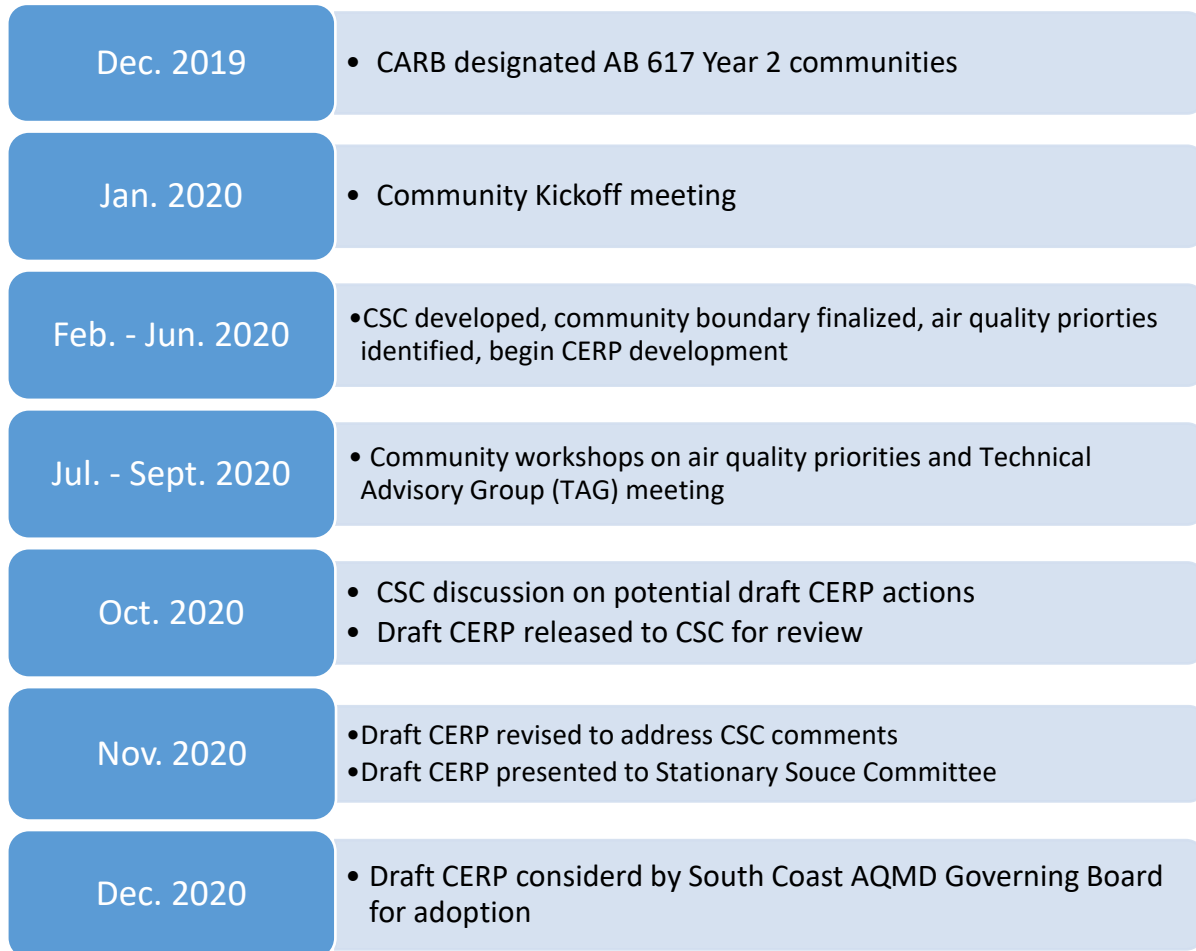 Dec. 2019
• CARB designated AB 617 Year 2 communities
Jan. 2020
• Community Kickoff meeting
Feb. - Jun. 2020
•CSC developed, community boundary finalized, air quality priorties
identified, begin CERP development
Jul. - Sept. 2020
• Community workshops on air quality priorities and Technical
Advisory Group (TAG) meeting
Oct. 2020
• CSC discussion on potential draft CERP actions
• Draft CERP released to CSC for review
Nov. 2020
•Draft CERP revised to address CSC comments
•Draft CERP presented to Stationary Souce Committee
Dec. 2020
• Draft CERP considerd by South Coast AQMD Governing Board
for adoption